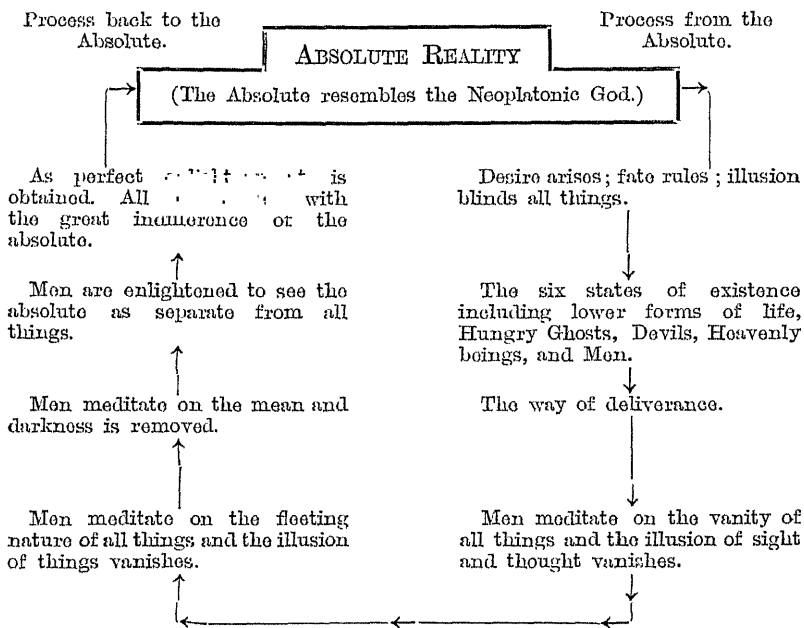 Process back to the
Absolute.
Process from the
Absolute.
ABSOLUTE REALITY
(The Absolute resembles the Neoplatonic God.)
As perfect is
obtained. All with
the great of the
absolute.
Men are enlightened to see the
absolute as separate from all
things.
Men meditate on the mean and
darkness is removed.
Men meditate on the fleeting
nature of all things and the illusion
of things vanishes.
Desire arises; fate rules; illusion
blinds all things.
The six states of existence
including lower forms of life,
Hungry Ghosts, Devils, Heavenly
beings, and Men.
The way of deliverance.
Men meditate on the vanity of
all things and the illusion of sight
and thought vanishes.